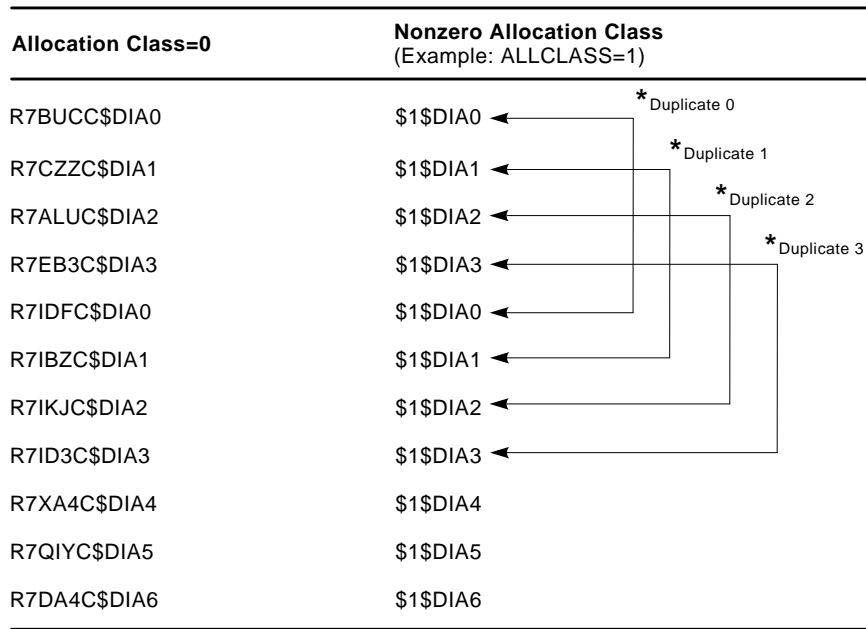 Allocation Class=0 Nonzero Allocation Class
(Example: ALLCLASS=1)
R7BUCC$DIA0 $1$DIA0 *Duplicate 0
R7CZZC$DIA1 $1$DIA1 *Duplicate 1
R7ALUC$DIA2 $1$DIA2 *Duplicate 2
R7EB3C$DIA3 $1$DIA3 *Duplicate 3
R7IDFC$DIA0 $1$DIA0
R7IBZC$DIA1 $1$DIA1
R7IKJC$DIA2 $1$DIA2
R7ID3C$DIA3 $1$DIA3
R7XA4C$DIA4 $1$DIA4
R7QIYC$DIA5 $1$DIA5
R7DA4C$DIA6 $1$DIA6